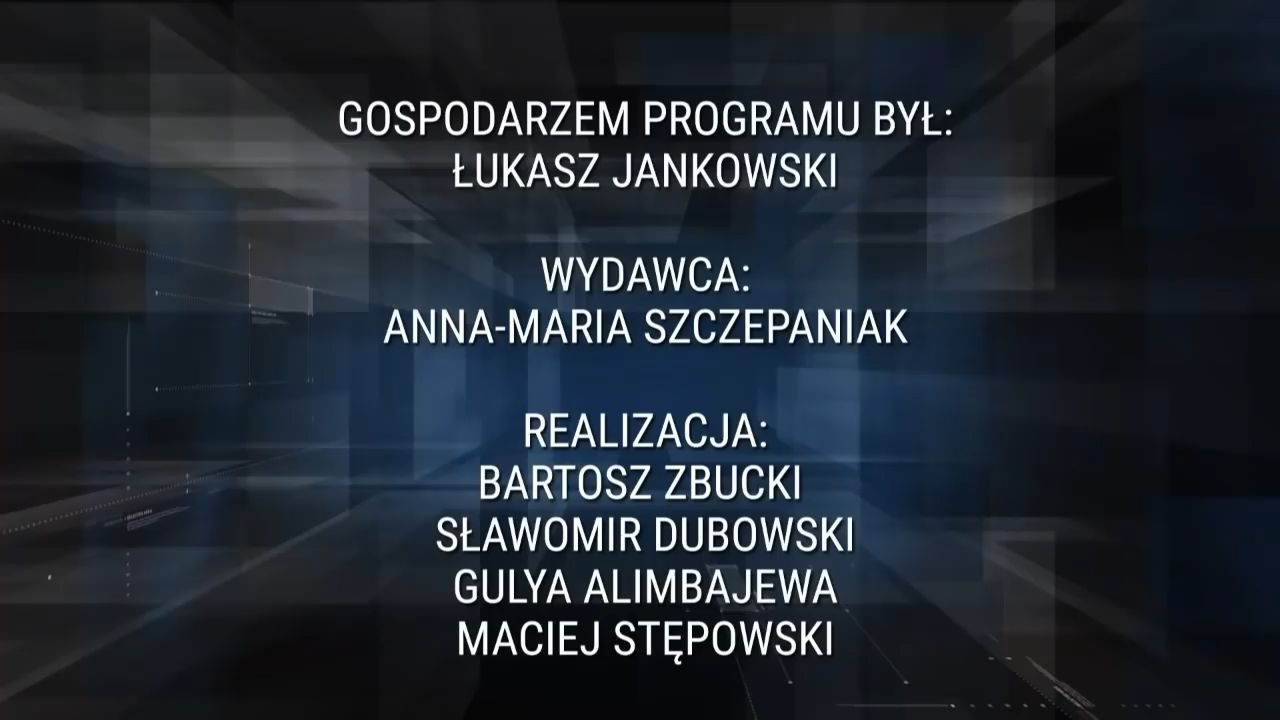 GOSPODARZEM PROGRAMU BYŁ:
ŁUKASZ JANKOWSKI
WYDAWCA:
ANNA-MARIA SZCZEPANIAK
REALIZACJA:
BARTOSZ ZBUCKI
SŁAWOMIR DUBOWSKI
GULYA ALIMBAJEWA
MACIEJ STĘPOWSKI